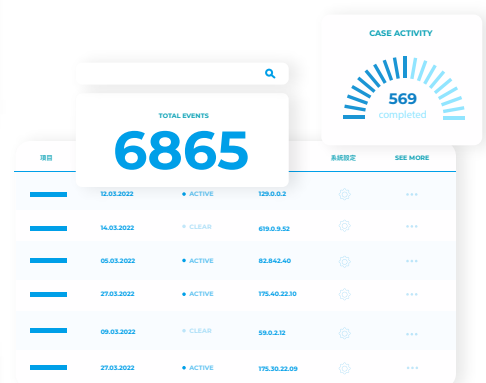 CASE ACTIVITY
569
completed
TOTAL EVENTS
6865
項目 系統設定 SEE MORE
12.03.2022 ACTIVE 129.0.0.2
14.03.2022 CLEAR 619.0.9.52
05.03.2022 ACTIVE 82.842.40
27.03.2022 ACTIVE 175.40.22.10
09.03.2022 CLEAR 59.0.2.12
27.03.2022 ACTIVE 175.30.22.09